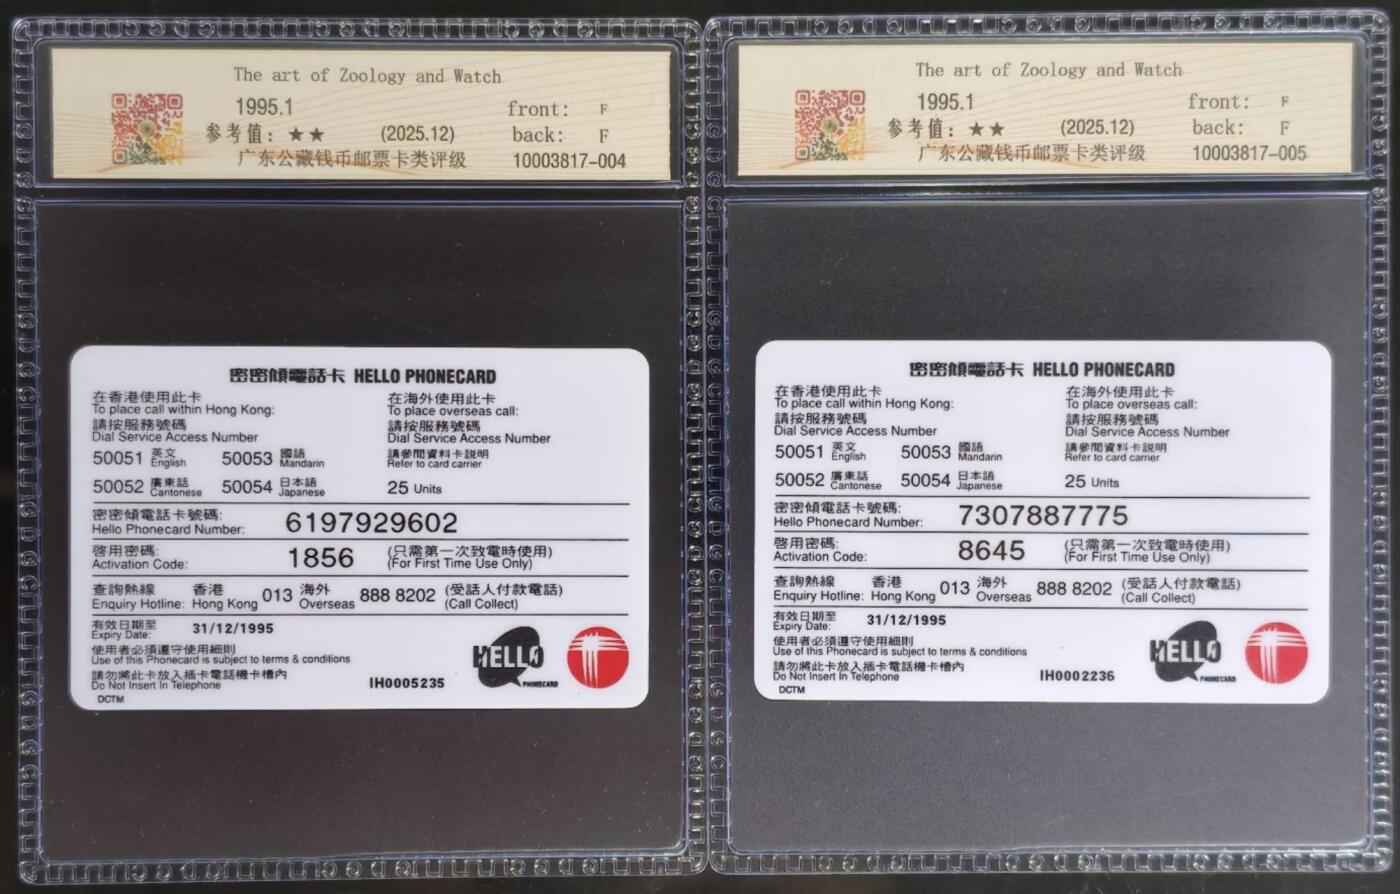 The art of Zoology and Watch
1995.1
front: F
参考值：★★ (2025.12)
back: F
广东公藏钱币邮票卡类评级
10003817-004
密密傾電話卡 HELLO PHONECARD
在香港使用此卡
To place call within Hong Kong:
請按服務號碼
Dial Service Access Number
50051 英文 English 50053 國語 Mandarin
50052 廣東話 Cantonese 50054 日本語 Japanese
在海外使用此卡
To place overseas call:
請按服務號碼
Dial Service Access Number
請參閱資料卡説明
Refer to card carrier
25 Units
密密傾電話卡號碼:
Hello Phonecard Number: 6197929602
啓用密碼:
Activation Code: 1856 (只需第一次致電時使用)
(For First Time Use Only)
查詢熱線 香港 013 海外 888 8202 (受話人付款電話)
Enquiry Hotline: Hong Kong Overseas (Call Collect)
有效日期至
Expiry Date: 31/12/1995
使用者必須遵守使用細則
Use of this Phonecard is subject to terms & conditions
請勿將此卡放入插卡電話機卡槽內
Do Not Insert In Telephone
DCTM
IH0005235
HELLO
PHONECARD
The art of Zoology and Watch
1995.1
front: F
参考值：★★ (2025.12)
back: F
广东公藏钱币邮票卡类评级
10003817-005
密密傾電話卡 HELLO PHONECARD
在香港使用此卡
To place call within Hong Kong:
請按服務號碼
Dial Service Access Number
50051 英文 English 50053 國語 Mandarin
50052 廣東話 Cantonese 50054 日本語 Japanese
在海外使用此卡
To place overseas call:
請按服務號碼
Dial Service Access Number
請參閱資料卡説明
Refer to card carrier
25 Units
密密傾電話卡號碼:
Hello Phonecard Number: 7307887775
啓用密碼:
Activation Code: 8645 (只需第一次致電時使用)
(For First Time Use Only)
查詢熱線 香港 013 海外 888 8202 (受話人付款電話)
Enquiry Hotline: Hong Kong Overseas (Call Collect)
有效日期至
Expiry Date: 31/12/1995
使用者必須遵守使用細則
Use of this Phonecard is subject to terms & conditions
請勿將此卡放入插卡電話機卡槽內
Do Not Insert In Telephone
DCTM
IH0002236
HELLO
PHONECARD